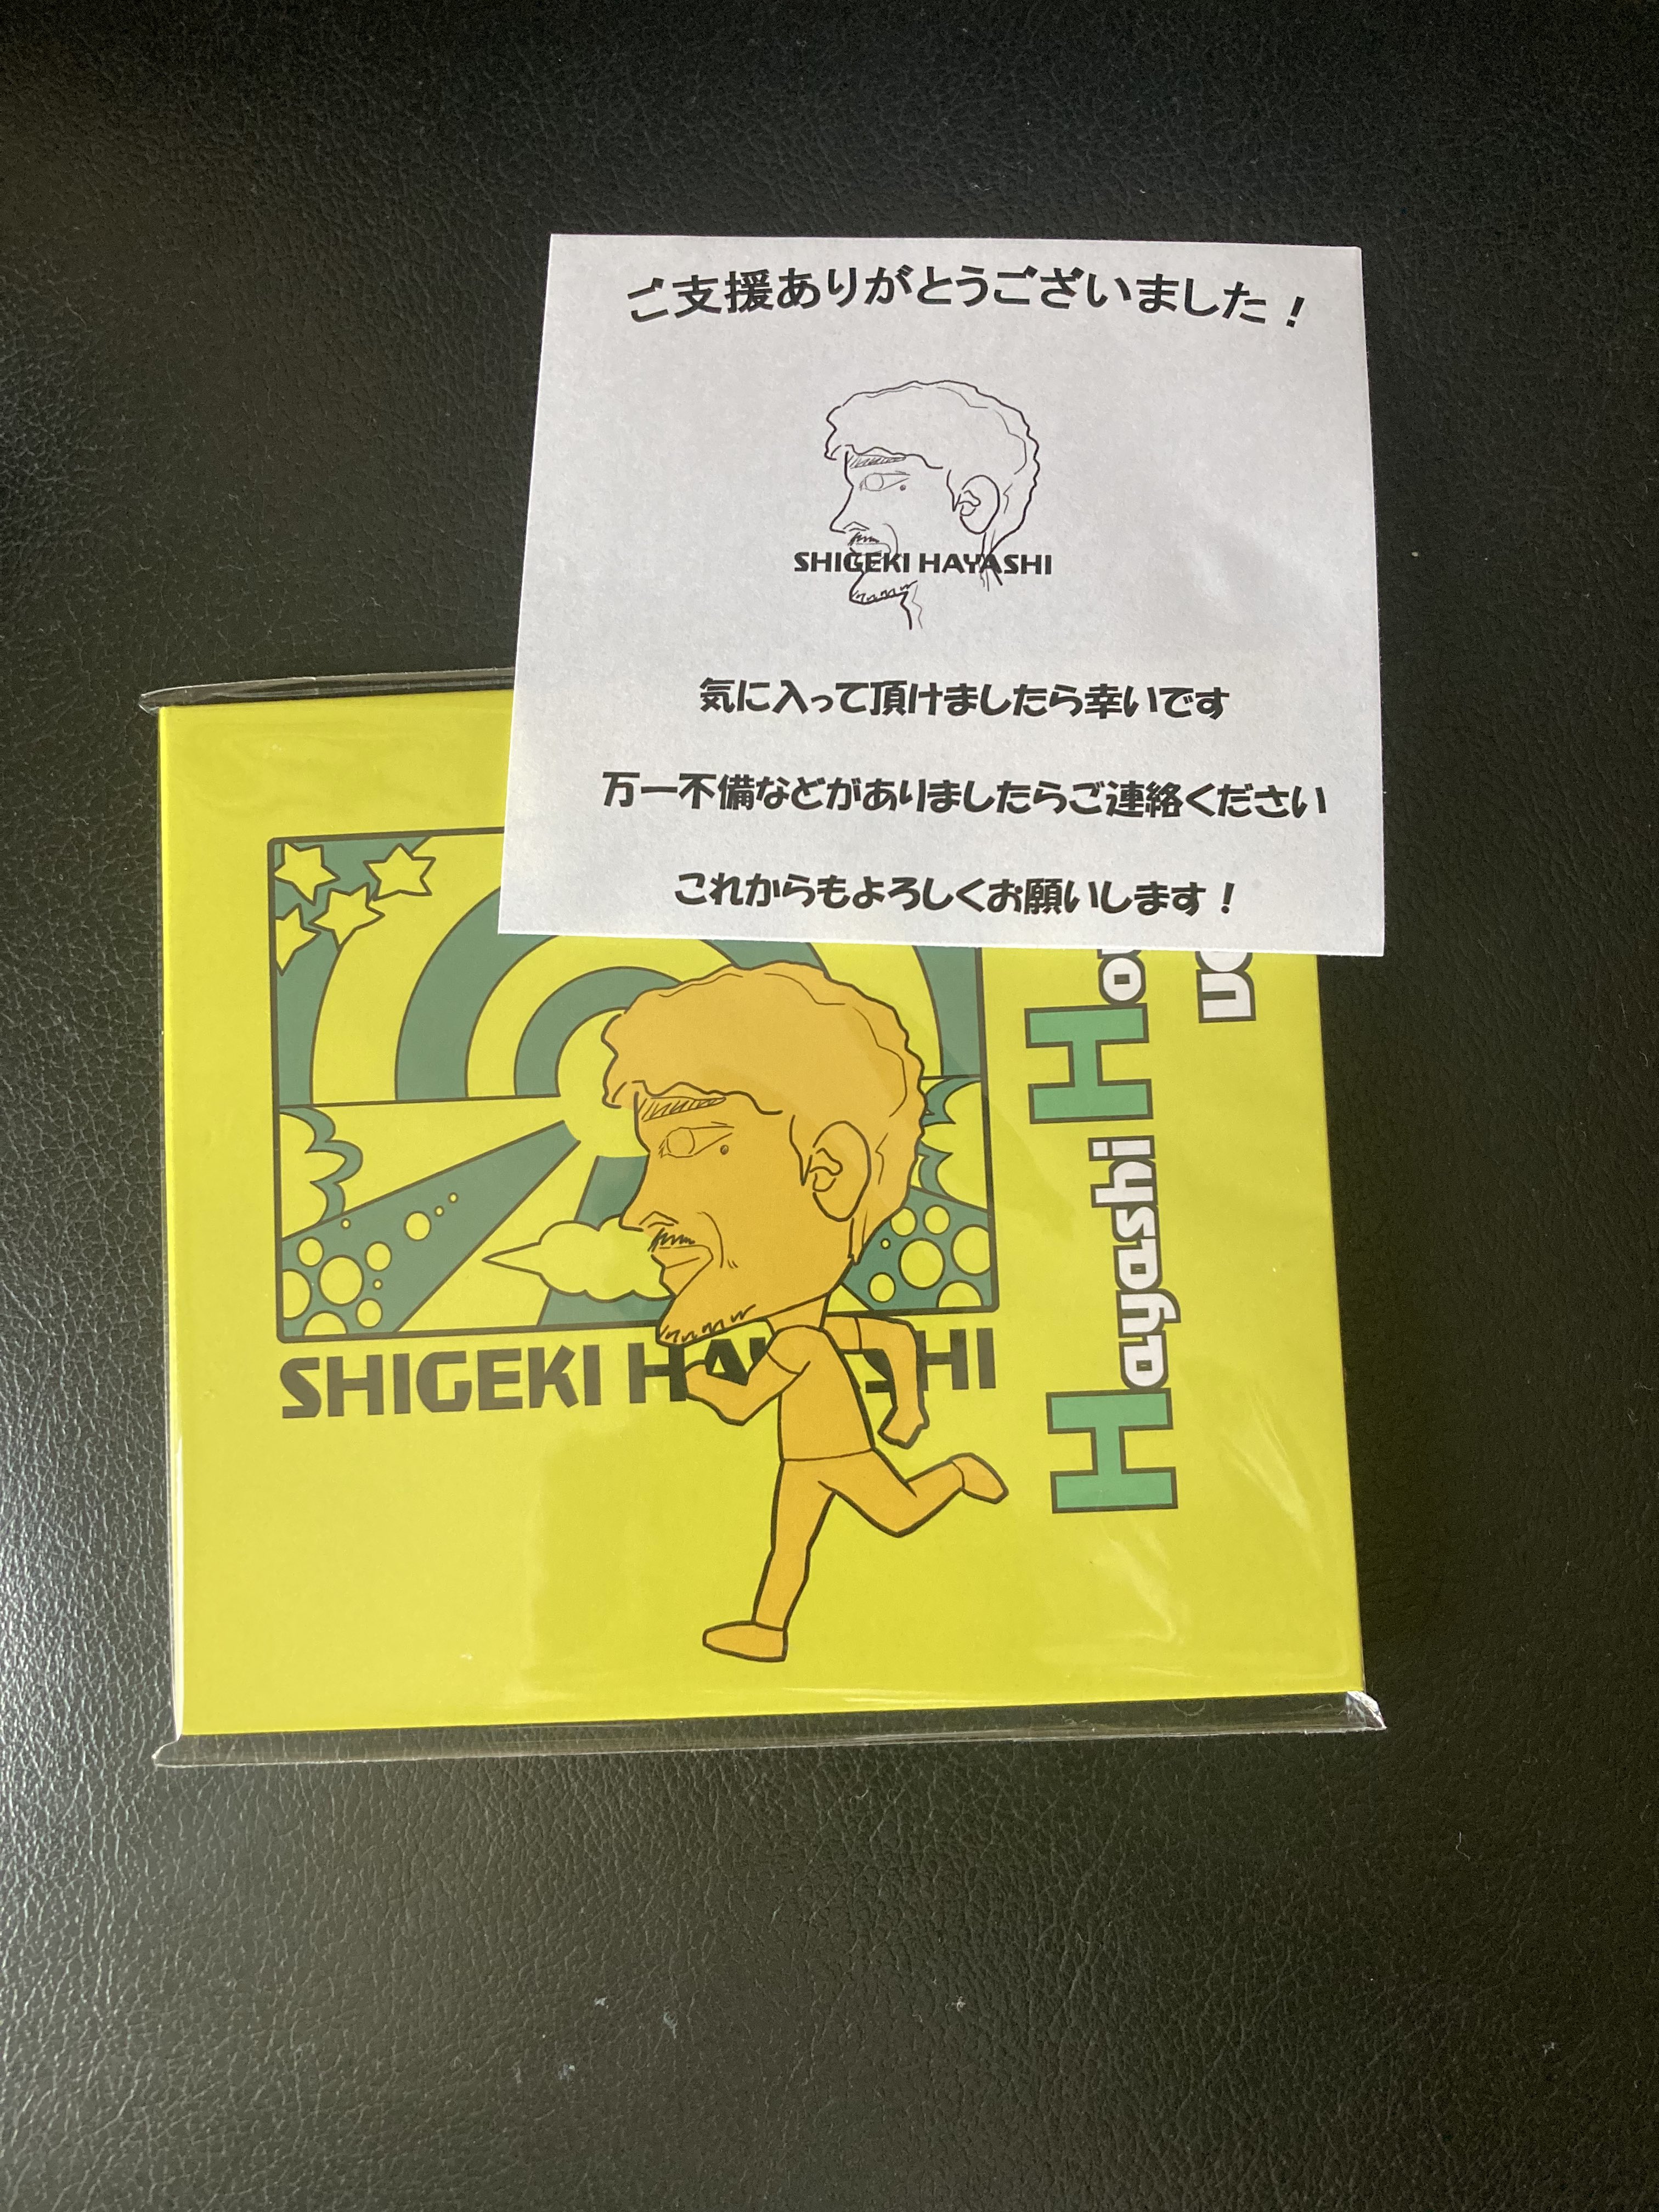 ご支援ありがとうございました！
SHIGEKI HAYASHI
気に入って頂けましたら幸いです
万一不備などがありましたらご連絡ください
これからもよろしくお願いします！
SHIGEKI
Hayashi